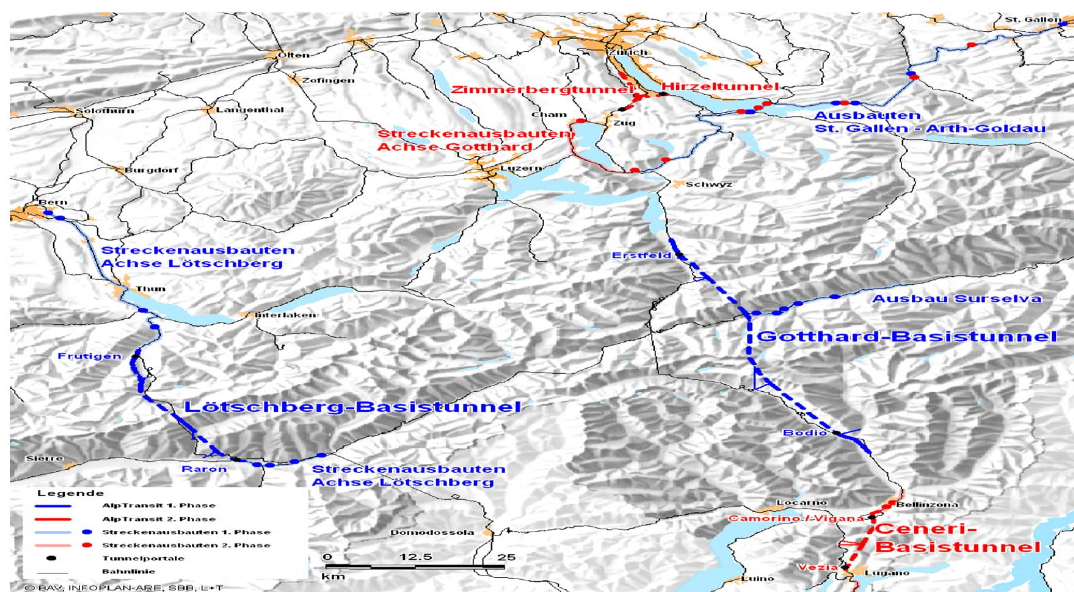 St. Gallen
Olten
Zürich
Zofingen
Zimmerbergtunnel
Hirzeltunnel
Solothurn
Langenthal
Cham
Zug
Ausbauten
St. Gallen - Arth-Goldau
Streckenausbauten
Achse Gotthard
Burgdorf
Luzern
Schwyz
Bern
Streckenausbauten
Achse Lötschberg
Erstfeld
Thun
Ausbau Surselva
Interlaken
Gotthard-Basistunnel
Frutigen
Lötschberg-Basistunnel
Bodio
Sierre
Raron
Streckenausbauten
Achse Lötschberg
Legende
AlpTransit 1. Phase
AlpTransit 2. Phase
Streckenausbauten 1. Phase
Streckenausbauten 2. Phase
Tunnelportale
Bahnlinie
Locarno
Bellinzona
Camorino/Vigana
Ceneri-
Basistunnel
Domodossola
0 12.5 25
km
Vezia
Lugano
Luino
© BAV, INFOPLAN-ARE, SBB, L+T